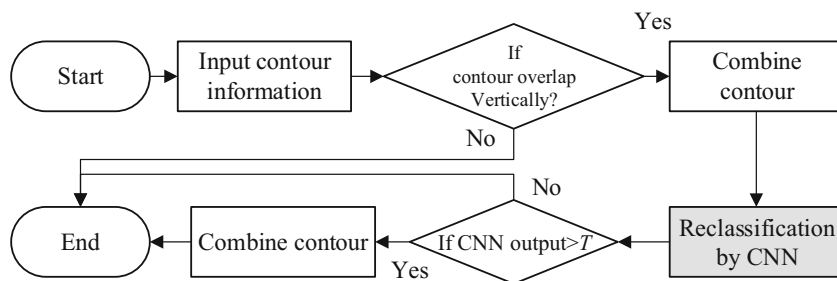 Yes
Start
Input contour
information
If
contour overlap
Vertically?
Combine
contour
No
No
End
Combine contour
Yes
If CNN output>T
Reclassification
by CNN